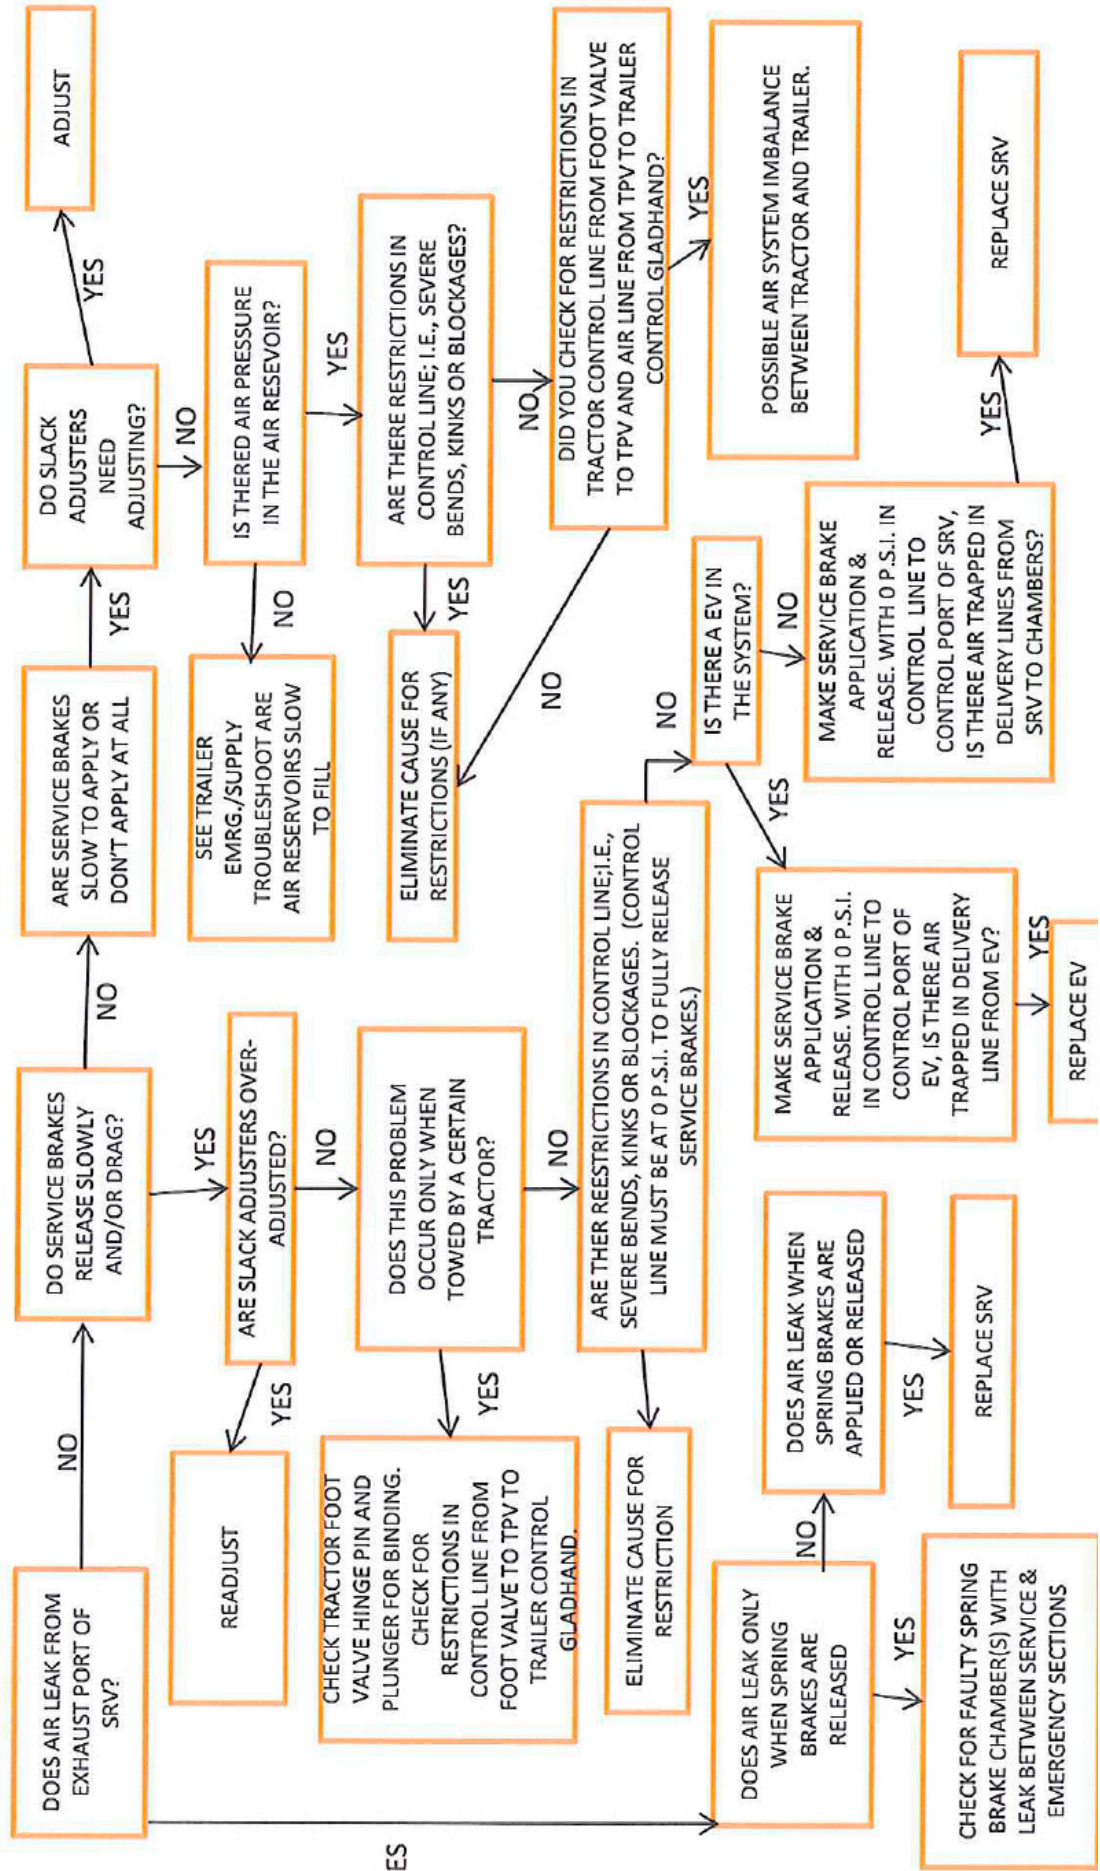 DOES AIR LEAK FROM
EXHAUST PORT OF
SRV?
NO
DO SERVICE BRAKES
RELEASE SLOWLY
AND/OR DRAG?
NO
ARE SERVICE BRAKES
SLOW TO APPLY OR
DON'T APPLY AT ALL
YES
DO SLACK
ADJUSTERS
NEED
ADJUSTING?
YES
ADJUST
YES
ARE SLACK ADJUSTERS OVER-
ADJUSTED?
YES
READJUST
NO
NO
IS THERED AIR PRESSURE
IN THE AIR RESEVOIR?
NO
SEE TRAILER
EMRG./SUPPLY
TROUBLESHOOT ARE
AIR RESERVOIRS SLOW
TO FILL
YES
DOES THIS PROBLEM
OCCUR ONLY WHEN
TOWED BY A CERTAIN
TRACTOR?
YES
CHECK TRACTOR FOOT
VALVE HINGE PIN AND
PLUNGER FOR BINDING.
CHECK FOR
RESTRICTIONS IN
CONTROL LINE FROM
FOOT VALVE TO TPV TO
TRAILER CONTROL
GLADHAND.
NO
ARE THERE RESTRICTIONS IN
CONTROL LINE; I.E., SEVERE
BENDS, KINKS OR BLOCKAGES?
YES
ELIMINATE CAUSE FOR
RESTRICTIONS (IF ANY)
NO
DID YOU CHECK FOR RESTRICTIONS IN
TRACTOR CONTROL LINE FROM FOOT VALVE
TO TPV AND AIR LINE FROM TPV TO TRAILER
CONTROL GLADHAND?
NO
YES
POSSIBLE AIR SYSTEM IMBALANCE
BETWEEN TRACTOR AND TRAILER.
ARE THER REESTRICTIONS IN CONTROL LINE;I.E.,
SEVERE BENDS, KINKS OR BLOCKAGES. (CONTROL
LINE MUST BE AT 0 P.S.I. TO FULLY RELEASE
SERVICE BRAKES.)
ELIMINATE CAUSE FOR
RESTRICTION
NO
IS THERE A EV IN
THE SYSTEM?
YES
NO
MAKE SERVICE BRAKE
APPLICATION &
RELEASE. WITH 0 P.S.I.
IN CONTROL LINE TO
CONTROL PORT OF
EV, IS THERE AIR
TRAPPED IN DELIVERY
LINE FROM EV?
YES
REPLACE EV
MAKE SERVICE BRAKE
APPLICATION &
RELEASE. WITH 0 P.S.I. IN
CONTROL LINE TO
CONTROL PORT OF SRV,
IS THERE AIR TRAPPED IN
DELIVERY LINES FROM
SRV TO CHAMBERS?
YES
REPLACE SRV
ES
DOES AIR LEAK ONLY
WHEN SPRING
BRAKES ARE
RELEASED
NO
DOES AIR LEAK WHEN
SPRING BRAKES ARE
APPLIED OR RELEASED
YES
CHECK FOR FAULTY SPRING
BRAKE CHAMBER(S) WITH
LEAK BETWEEN SERVICE &
EMERGENCY SECTIONS
YES
REPLACE SRV